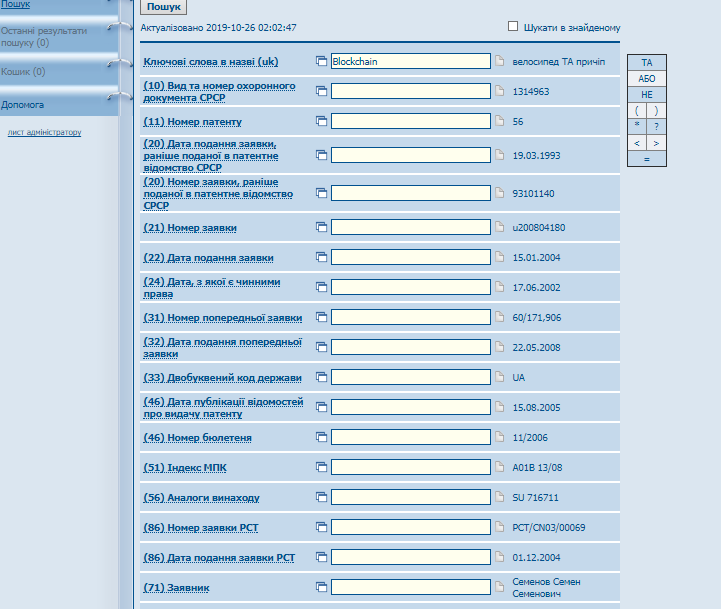 Пошук
Пошук
Останні результати
пошуку (0)
Кошик (0)
Допомога
лист адміністратору
Актуалізовано 2019-10-26 02:02:47
Шукати в знайденому
Ключові слова в назві (uk)
Blockchain
велосипед ТА причіп
(10) Вид та номер охоронного
документа СРСР
1314963
(11) Номер патенту
56
(20) Дата подання заявки,
раніше поданої в патентне
відомство СРСР
19.03.1993
(20) Номер заявки, раніше
поданої в патентне відомство
СРСР
93101140
(21) Номер заявки
u200804180
(22) Дата подання заявки
15.01.2004
(24) Дата, з якої є чинними
права
17.06.2002
(31) Номер попередньої заявки
60/171,906
(32) Дата подання попередньої
заявки
22.05.2008
(33) Двобуквений код держави
UA
(46) Дата публікації відомостей
про видачу патенту
15.08.2005
(46) Номер бюлетеня
11/2006
(51) Індекс МПК
A01B 13/08
(56) Аналоги винаходу
SU 716711
(86) Номер заявки РСТ
PCT/CN03/00069
(86) Дата подання заявки РСТ
01.12.2004
(71) Заявник
Семенов Семен
Семенович
ТА
АБО
НЕ
( )
* ?
< >
=